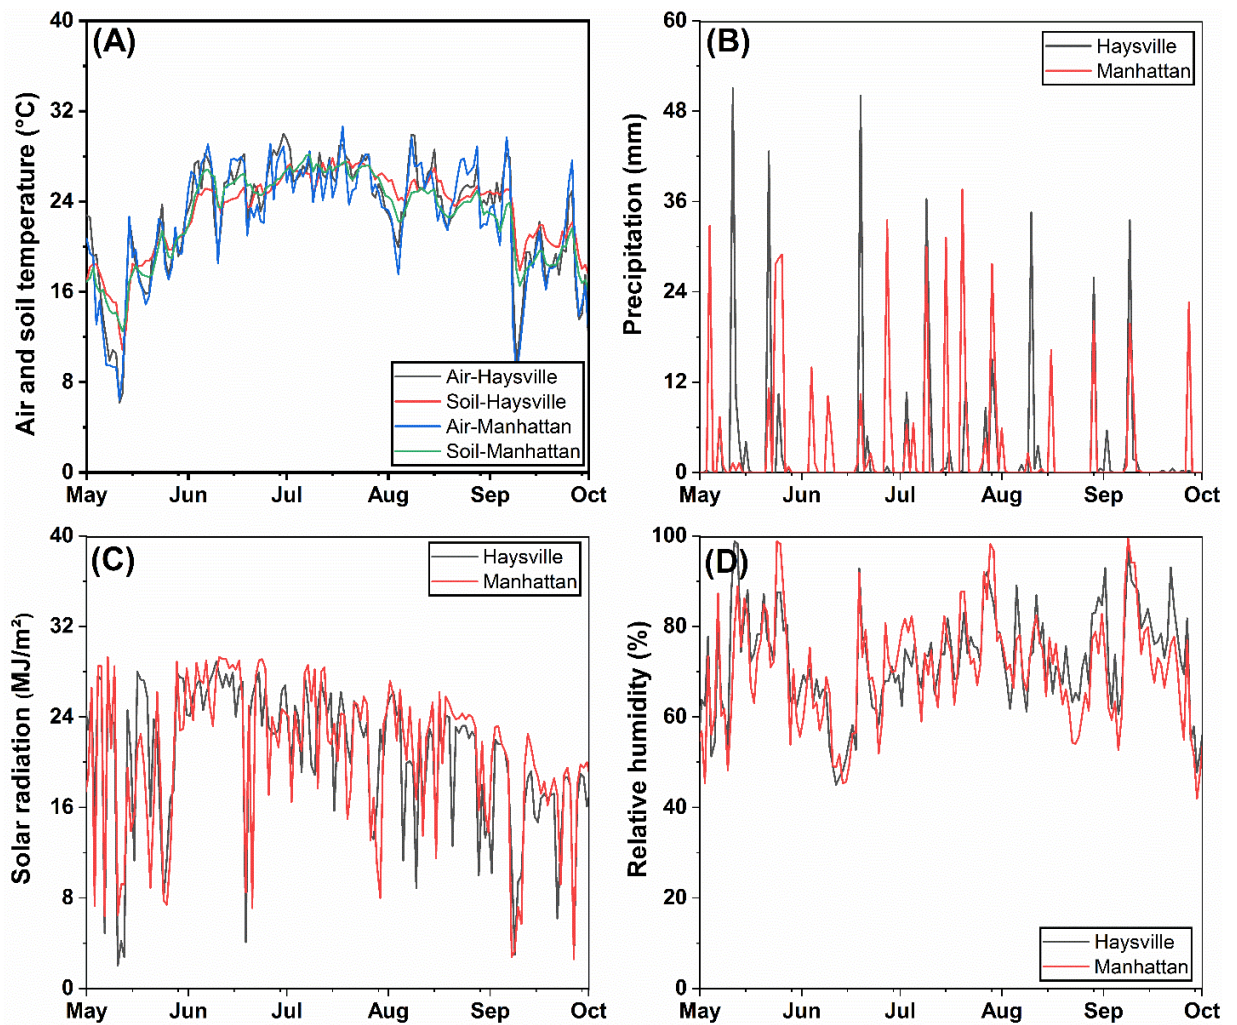 (A)
Air and soil temperature (°C)
40
32
24
16
8
0
May
Jun
Jul
Aug
Sep
Oct
Air-Haysville
Soil-Haysville
Air-Manhattan
Soil-Manhattan
(B)
Precipitation (mm)
60
48
36
24
12
0
May
Jun
Jul
Aug
Sep
Oct
Haysville
Manhattan
(C)
Solar radiation (MJ/m²)
40
32
24
16
8
0
May
Jun
Jul
Aug
Sep
Oct
Haysville
Manhattan
(D)
Relative humidity (%)
100
80
60
40
20
0
May
Jun
Jul
Aug
Sep
Oct
Haysville
Manhattan